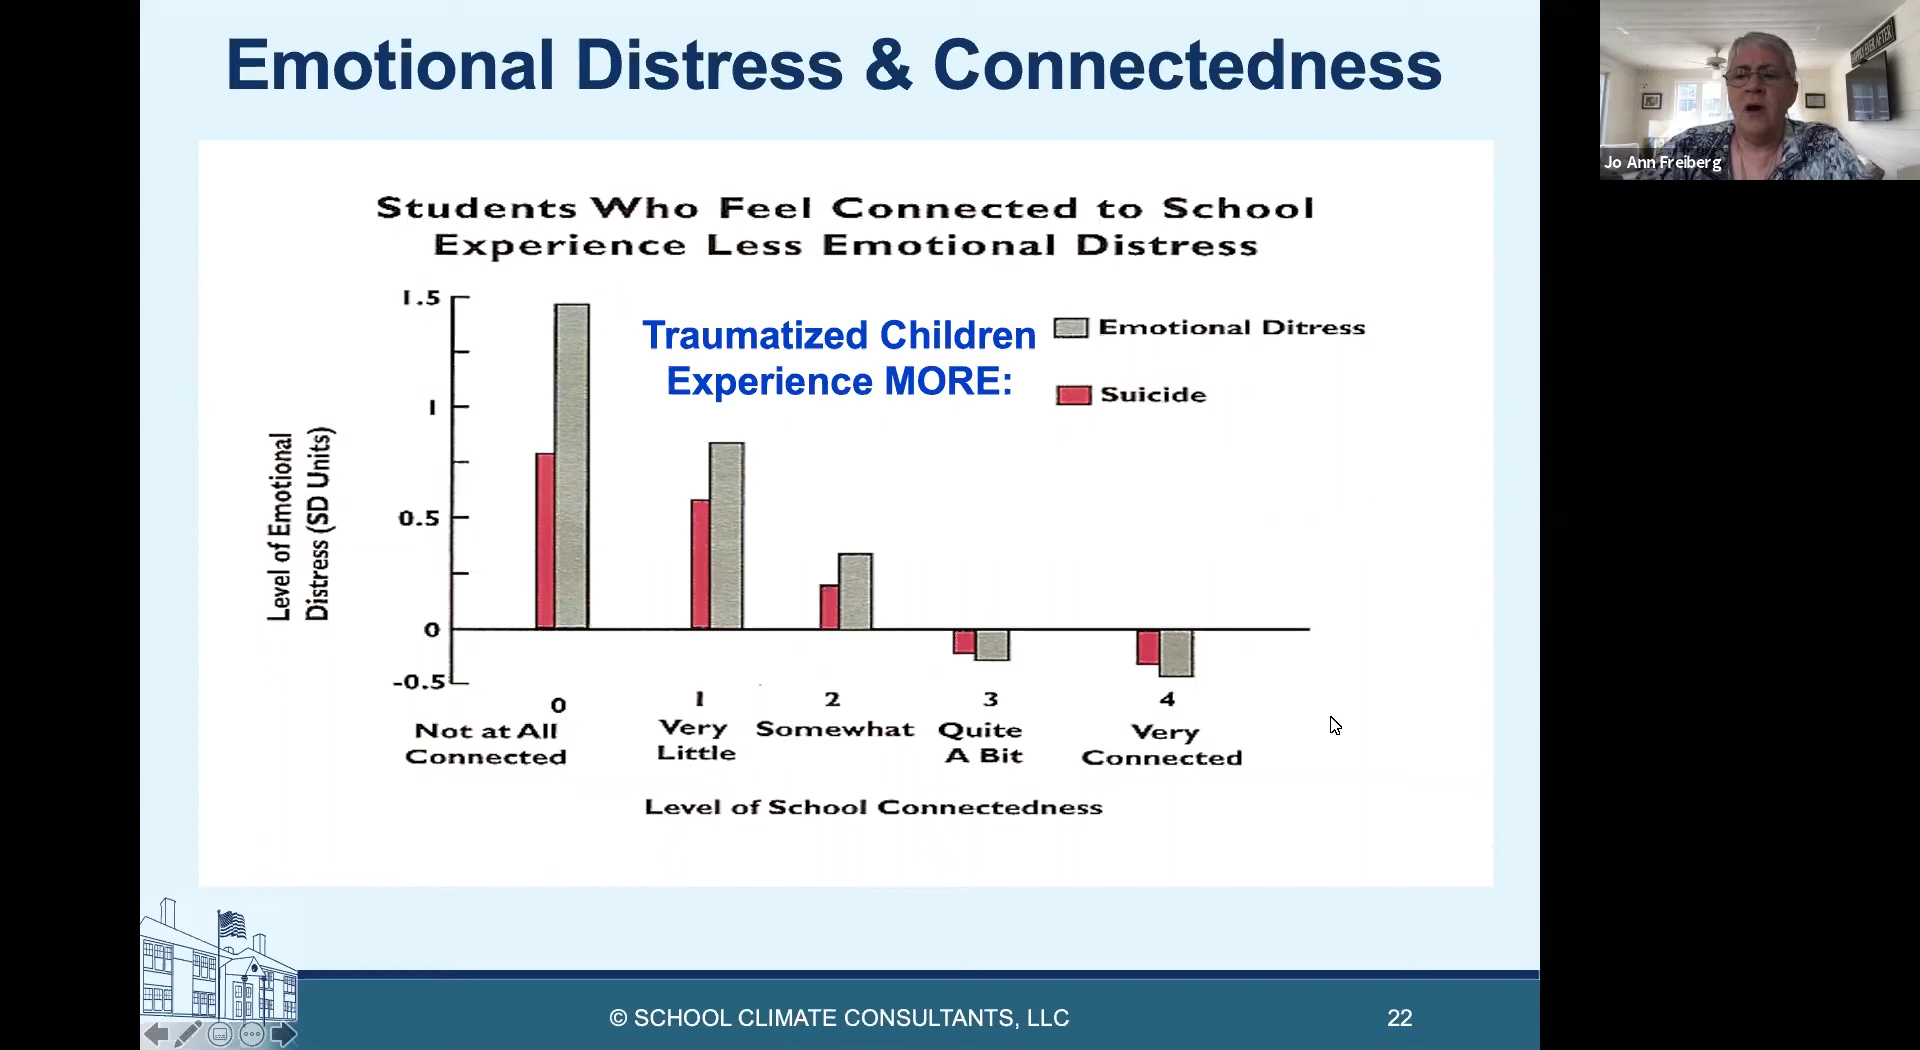 Emotional Distress & Connectedness
Students Who Feel Connected to School
Experience Less Emotional Distress
Traumatized Children
Experience MORE:
Emotional Ditress
Suicide
Level of Emotional
Distress (SD Units)
1.5
1
0.5
0
-0.5
0
Not at All
Connected
1
Very
Little
2
Somewhat
3
Quite
A Bit
4
Very
Connected
Level of School Connectedness
© SCHOOL CLIMATE CONSULTANTS, LLC
22
HAPPILY EVER AFTER
Jo Ann Freiberg